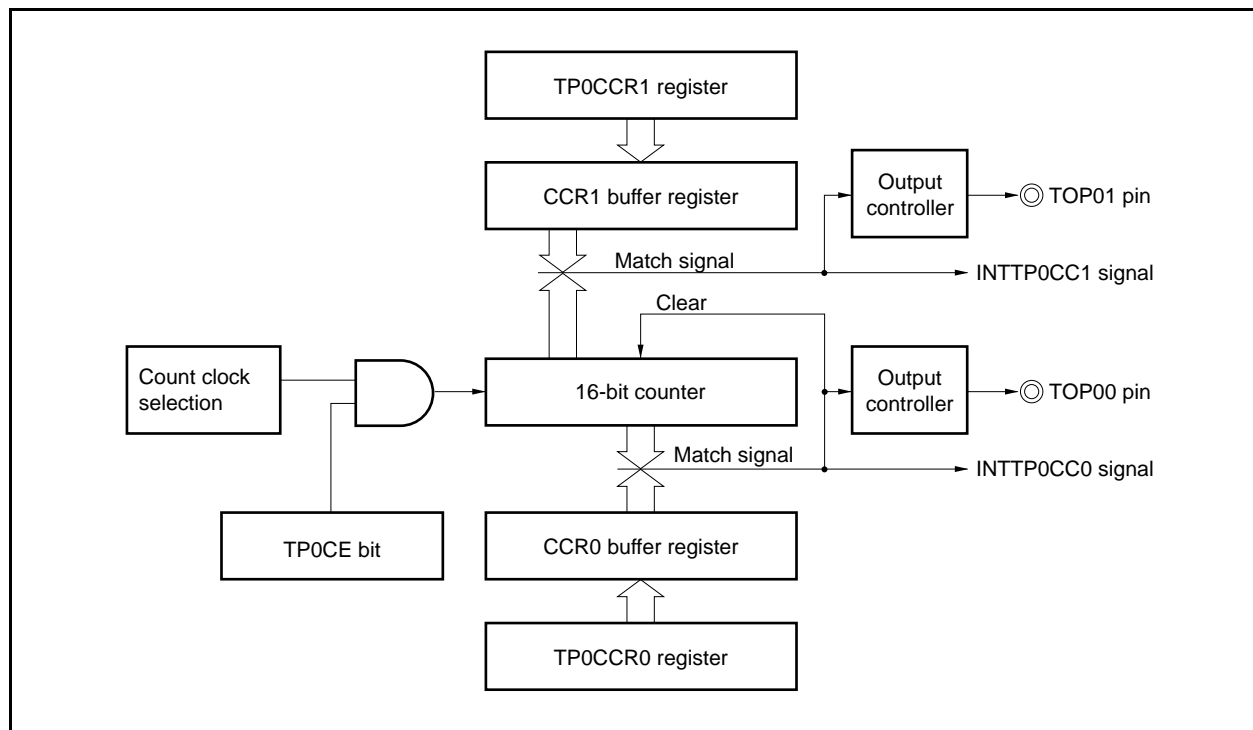 TP0CCR1 register
CCR1 buffer register
Output
controller
TOP01 pin
Match signal
INTTP0CC1 signal
Clear
Count clock
selection
16-bit counter
Output
controller
TOP00 pin
Match signal
INTTP0CC0 signal
TP0CE bit
CCR0 buffer register
TP0CCR0 register